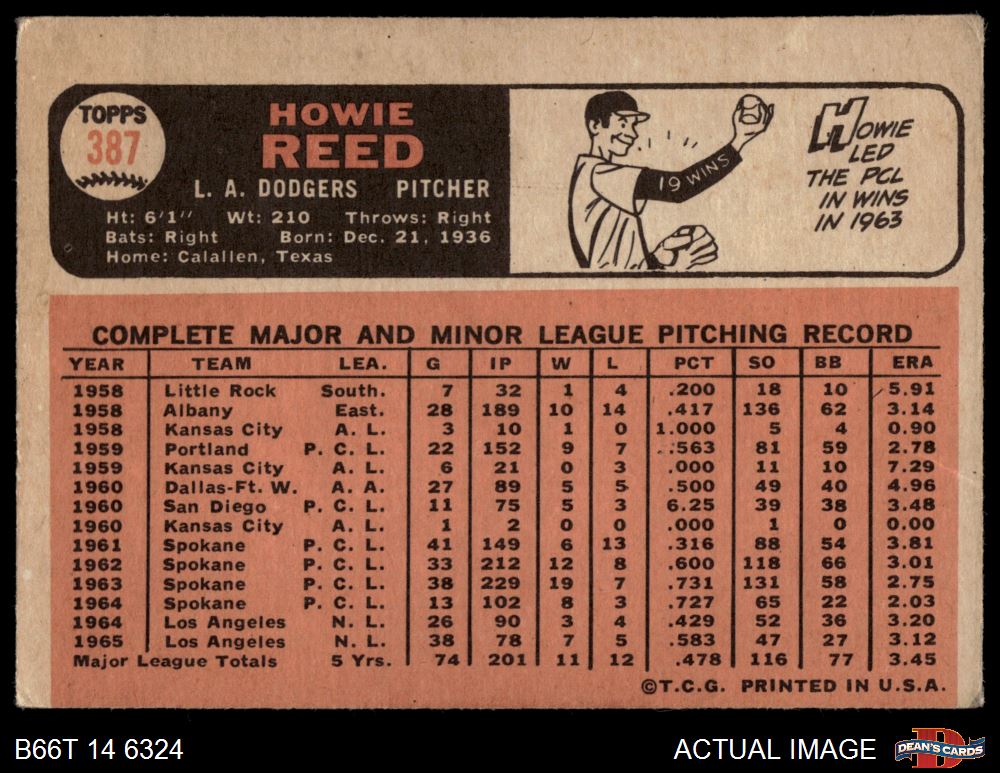 TOPPS
387
HOWIE
REED
L. A. DODGERS PITCHER
Ht: 6'1" Wt: 210 Throws: Right
Bats: Right Born: Dec. 21, 1936
Home: Calallen, Texas
19 WINS
HOWIE
LED
THE PCL
IN WINS
IN 1963
COMPLETE MAJOR AND MINOR LEAGUE PITCHING RECORD
YEAR TEAM LEA. G IP W L PCT SO BB ERA
1958 Little Rock South. 7 32 1 4 .200 18 10 5.91
1958 Albany East. 28 189 10 14 .417 136 62 3.14
1958 Kansas City A. L. 3 10 1 0 1.000 5 4 0.90
1959 Portland P. C. L. 22 152 9 7 .563 81 59 2.78
1959 Kansas City A. L. 6 21 0 3 .000 11 10 7.29
1960 Dallas-Ft. W. A. A. 27 89 5 5 .500 49 40 4.96
1960 San Diego P. C. L. 11 75 5 3 6.25 39 38 3.48
1960 Kansas City A. L. 1 2 0 0 .000 1 0 0.00
1961 Spokane P. C. L. 41 149 6 13 .316 88 54 3.81
1962 Spokane P. C. L. 33 212 12 8 .600 118 66 3.01
1963 Spokane P. C. L. 38 229 19 7 .731 131 58 2.75
1964 Spokane P. C. L. 13 102 8 3 .727 65 22 2.03
1964 Los Angeles N. L. 26 90 3 4 .429 52 36 3.20
1965 Los Angeles N. L. 38 78 7 5 .583 47 27 3.12
Major League Totals 5 Yrs. 74 201 11 12 .478 116 77 3.45
©T.C.G. PRINTED IN U.S.A.
B66T 14 6324 ACTUAL IMAGE
D
DEAN'S CARDS